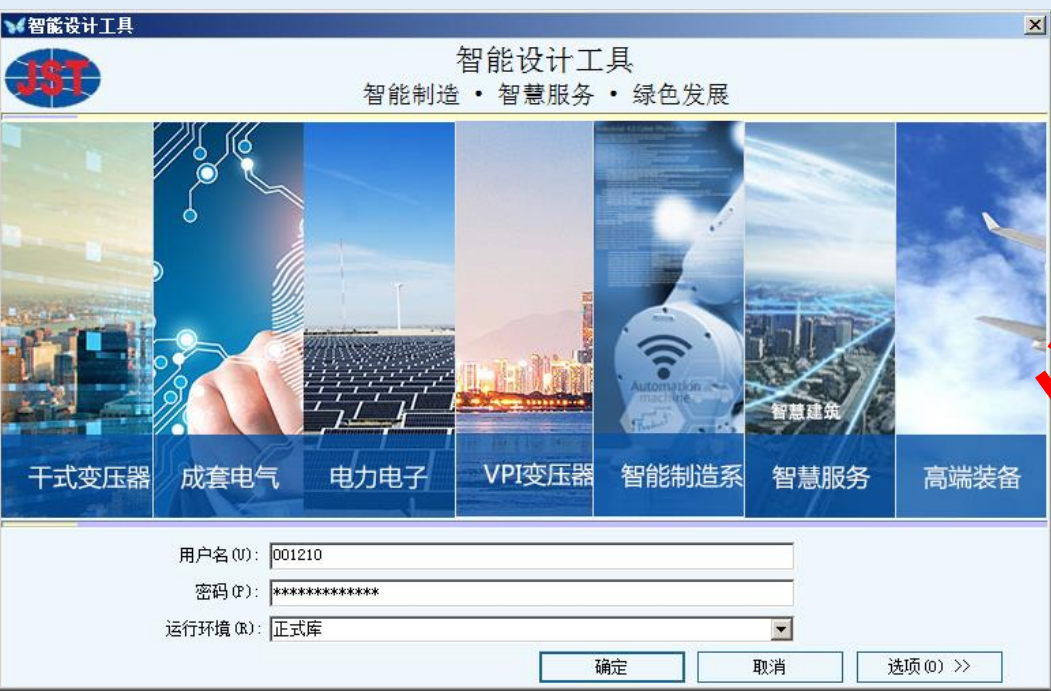 智能设计工具
JST
智能设计工具
智能制造 • 智慧服务 • 绿色发展
Automation
machine
智慧建筑
干式变压器
成套电气
电力电子
VPI变压器
智能制造系
智慧服务
高端装备
用户名(U): 001210
密码(P): *************
运行环境(R): 正式库
确定 取消 选项(O) >>